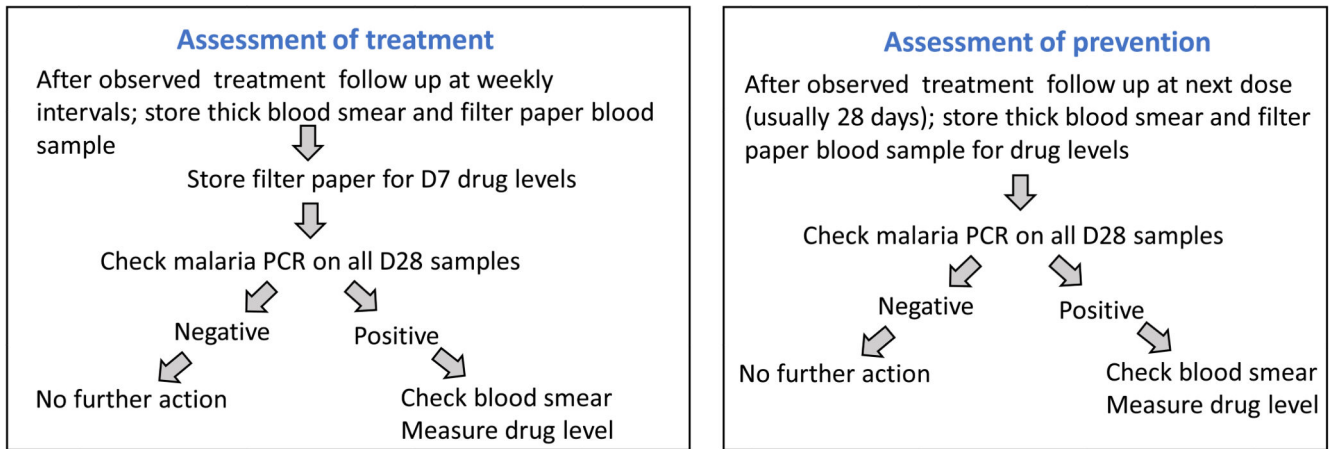 Assessment of treatment
After observed treatment follow up at weekly
intervals; store thick blood smear and filter paper blood
sample
Store filter paper for D7 drug levels
Check malaria PCR on all D28 samples
Negative
Positive
No further action
Check blood smear
Measure drug level
Assessment of prevention
After observed treatment follow up at next dose
(usually 28 days); store thick blood smear and filter
paper blood sample for drug levels
Check malaria PCR on all D28 samples
Negative
Positive
No further action
Check blood smear
Measure drug level